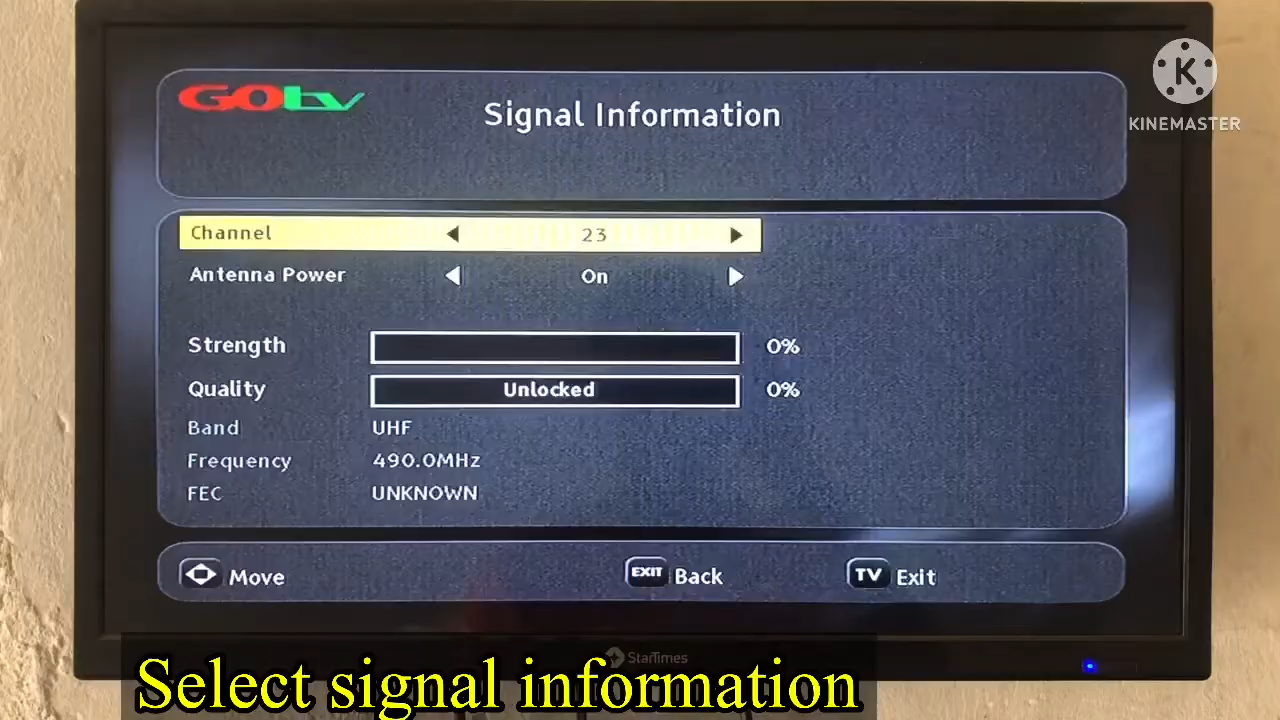 GOtv
Signal Information
K
KINEMASTER
Channel 23
Antenna Power On
Strength 0%
Quality Unlocked 0%
Band UHF
Frequency 490.0MHz
FEC UNKNOWN
Move EXIT Back TV Exit
StarTimes
Select signal information